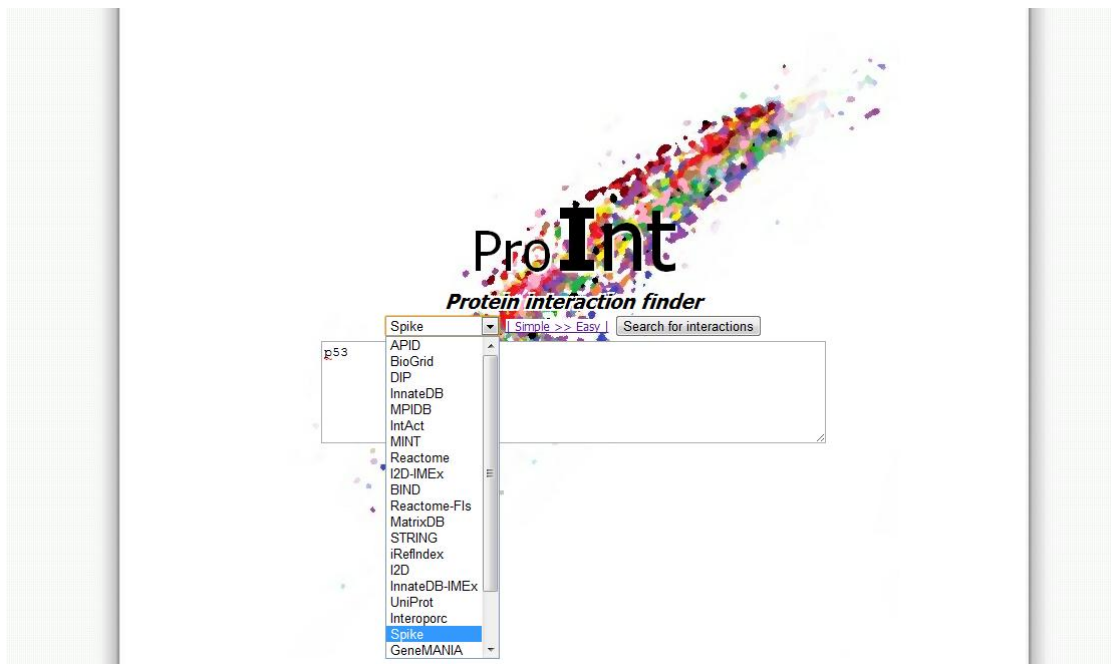 ProInt
Protein interaction finder
Spike | Simple >> Easy | Search for interactions
p53
APID
BioGrid
DIP
InnateDB
MPIDB
IntAct
MINT
Reactome
I2D-IMEx
BIND
Reactome-FIs
MatrixDB
STRING
iRefIndex
I2D
InnateDB-IMEx
UniProt
Interoporc
Spike
GeneMANIA